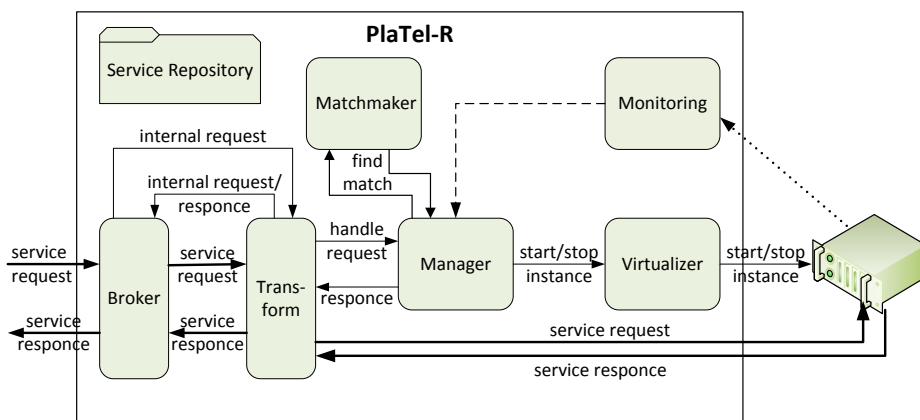 PlaTel-R
Service Repository
Matchmaker
Monitoring
internal request
find
match
internal request/
responce
handle
request
service
request
service
request
start/stop
instance
start/stop
instance
Manager
Virtualizer
Broker
Trans-
form
responce
service
responce
service
responce
service request
service responce